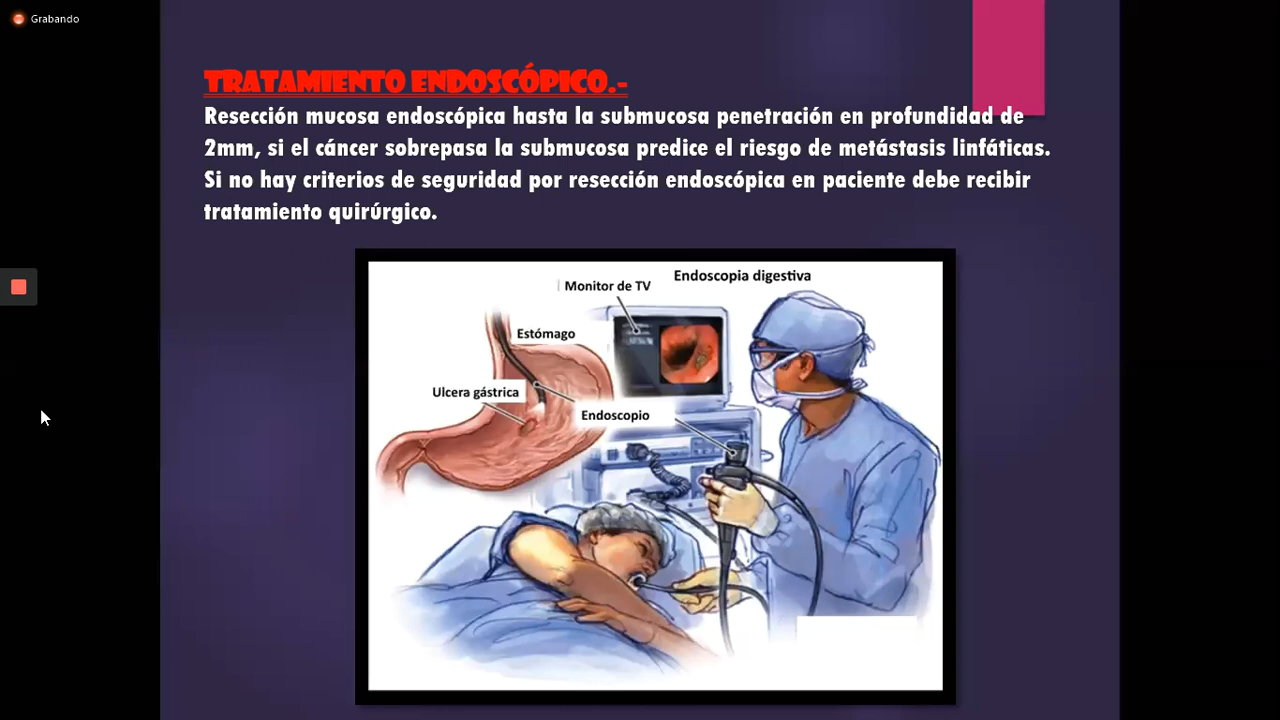 Grabando
TRATAMIENTO ENDOSCÓPICO.-
Resección mucosa endoscópica hasta la submucosa penetración en profundidad de
2mm, si el cáncer sobrepasa la submucosa predice el riesgo de metástasis linfáticas.
Si no hay criterios de seguridad por resección endoscópica en paciente debe recibir
tratamiento quirúrgico.
Endoscopia digestiva
Monitor de TV
Estómago
Ulcera gástrica
Endoscopio